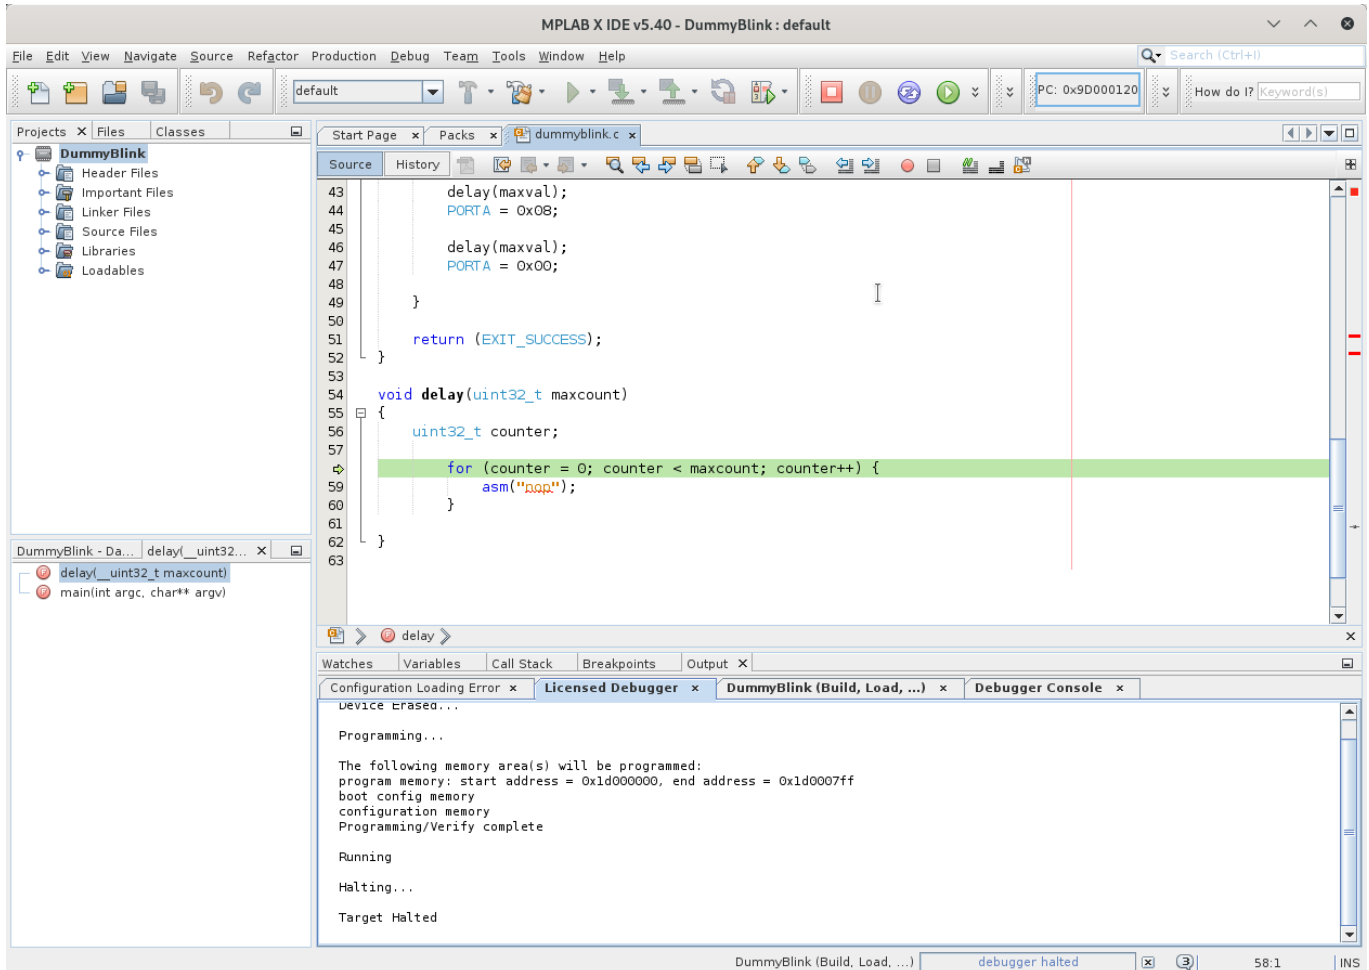 MPLAB X IDE v5.40 - DummyBlink : default
File Edit View Navigate Source Refactor Production Debug Team Tools Window Help
Search (Ctrl+I)
default
PC: 0x9D000120
How do I? Keyword(s)
Projects Files Classes
Start Page Packs dummyblink.c
DummyBlink
Header Files
Important Files
Linker Files
Source Files
Libraries
Loadables
Source History
43 delay(maxval);
44 PORTA = 0x08;
45
46 delay(maxval);
47 PORTA = 0x00;
48
49 }
50
51 return (EXIT_SUCCESS);
52 }
53
54 void delay(uint32_t maxcount)
55 {
56 uint32_t counter;
57
for (counter = 0; counter < maxcount; counter++) {
59 asm("nop");
60 }
61
62 }
63
DummyBlink - Da... delay(__uint32...
delay(__uint32_t maxcount)
main(int argc, char** argv)
delay
Watches Variables Call Stack Breakpoints Output
Configuration Loading Error Licensed Debugger DummyBlink (Build, Load, ...) Debugger Console
Device Erased...
Programming...
The following memory area(s) will be programmed:
program memory: start address = 0x1d000000, end address = 0x1d0007ff
boot config memory
configuration memory
Programming/Verify complete
Running
Halting...
Target Halted
DummyBlink (Build, Load, ...) debugger halted 3 58:1 INS